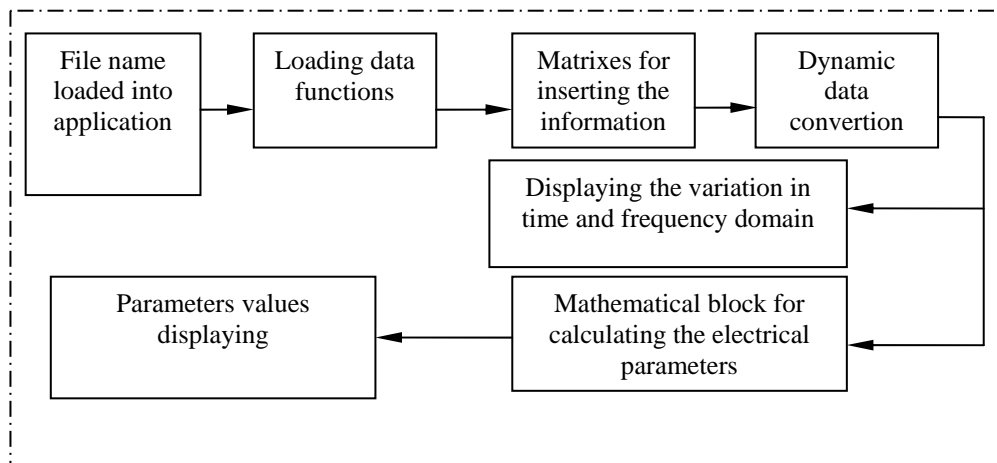 File name
loaded into
application
Loading data
functions
Matrixes for
inserting the
information
Dynamic
data
convertion
Displaying the variation in
time and frequency domain
Parameters values
displaying
Mathematical block for
calculating the electrical
parameters